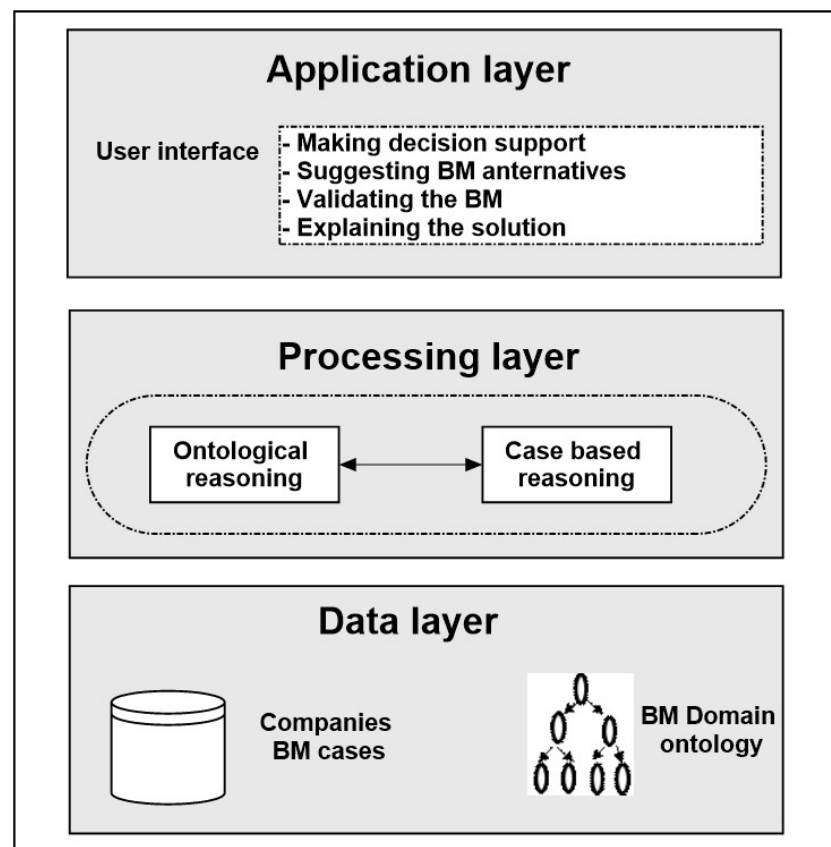 Application layer
User interface
- Making decision support
- Suggesting BM anternatives
- Validating the BM
- Explaining the solution
Processing layer
Ontological
reasoning
Case based
reasoning
Data layer
Companies
BM cases
BM Domain
ontology